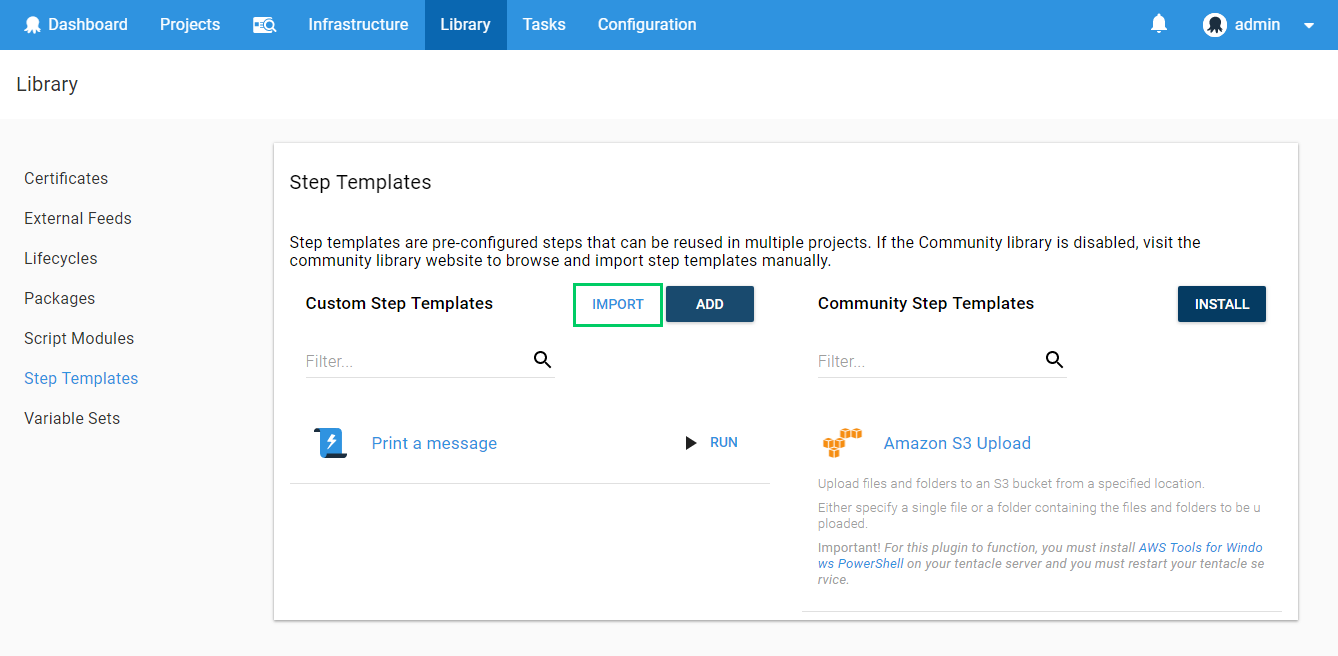 Dashboard Projects Infrastructure Library Tasks Configuration admin
Library
Certificates
External Feeds
Lifecycles
Packages
Script Modules
Step Templates
Variable Sets
Step Templates
Step templates are pre-configured steps that can be reused in multiple projects. If the Community library is disabled, visit the
community library website to browse and import step templates manually.
Custom Step Templates IMPORT ADD
Filter...
Print a message RUN
Community Step Templates INSTALL
Filter...
Amazon S3 Upload
Upload files and folders to an S3 bucket from a specified location.
Either specify a single file or a folder containing the files and folders to be u
ploaded.
Important! For this plugin to function, you must install AWS Tools for Windo
ws PowerShell on your tentacle server and you must restart your tentacle se
rvice.